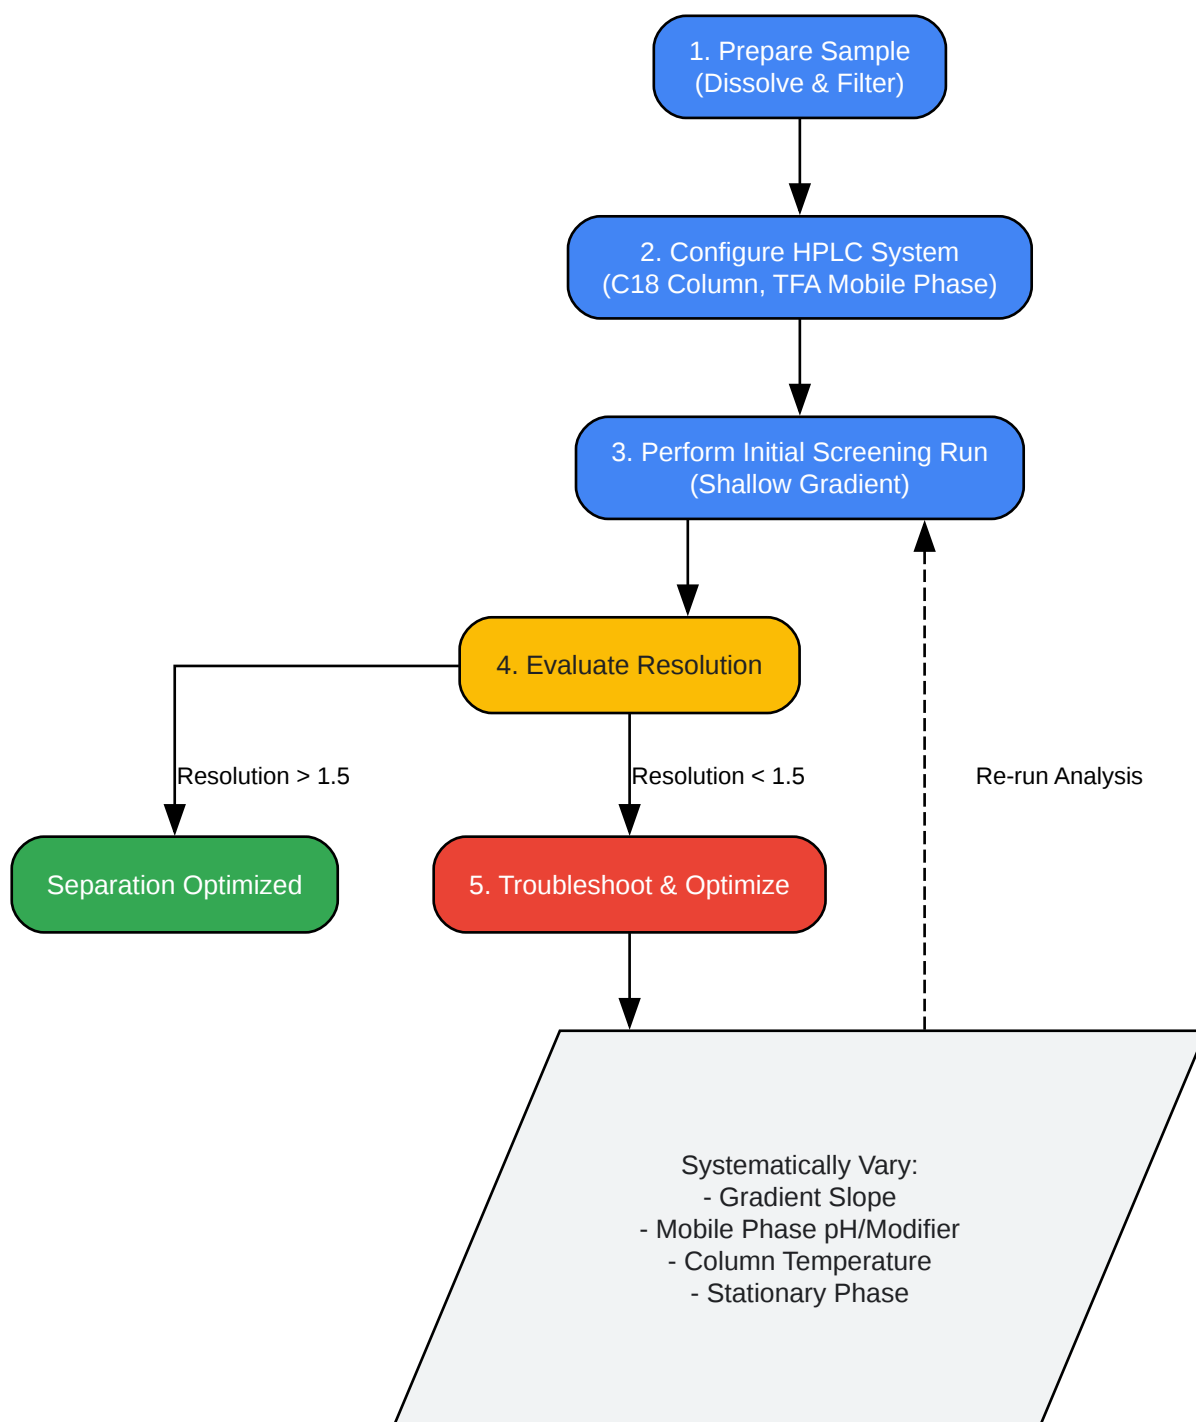 1. Prepare Sample
(Dissolve & Filter)
2. Configure HPLC System
(C18 Column, TFA Mobile Phase)
3. Perform Initial Screening Run
(Shallow Gradient)
4. Evaluate Resolution
Resolution > 1.5
Resolution < 1.5
Re-run Analysis
Separation Optimized
5. Troubleshoot & Optimize
Systematically Vary:
- Gradient Slope
- Mobile Phase pH/Modifier
- Column Temperature
- Stationary Phase